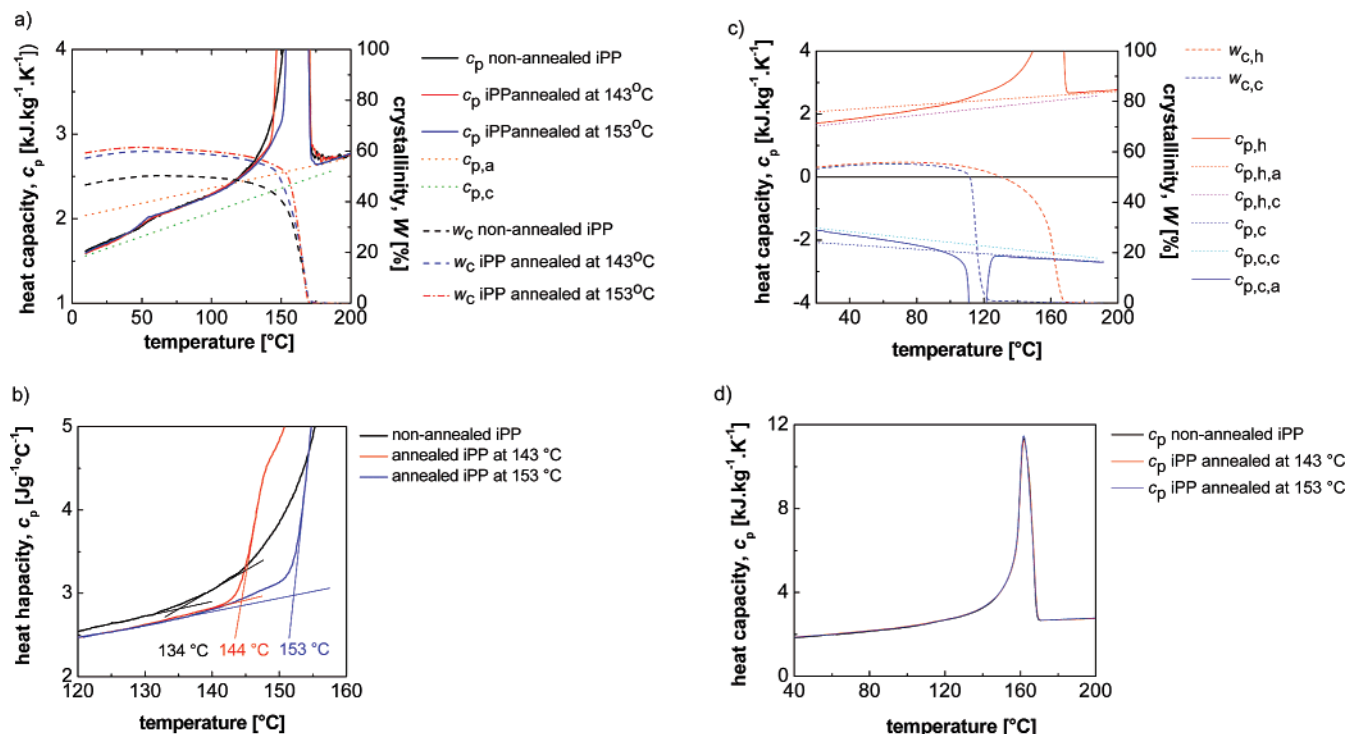 a)
heat capacity, cp [kJ.kg-1.K-1])
4
3
2
1
0 50 100 150 200
temperature [°C]
100
80
60
40
20
0
crystallinity, W [%]
cp non-annealed iPP
cp iPPannealed at 143°C
cp iPPannealed at 153°C
cp,a
cp,c
wc non-annealed iPP
wc iPP annealed at 143°C
wc iPP annealed at 153°C
c)
heat capacity, cp [kJ.kg-1.K-1]
4
2
0
-2
-4
40 80 120 160 200
temperature [°C]
100
80
60
40
20
0
crystallinity, W [%]
wc,h
wc,c
cp,h
cp,h,a
cp,h,c
cp,c
cp,c,c
cp,c,a
b)
heat hapacity, cp [Jg-1°C-1]
5
4
3
2
134 °C 144 °C 153 °C
120 130 140 150 160
temperature [°C]
non-annealed iPP
annealed iPP at 143 °C
annealed iPP at 153 °C
d)
heat capacity, cp [kJ.kg-1.K-1]
12
8
4
0
40 80 120 160 200
temperature [°C]
cp non-annealed iPP
cp iPP annealed at 143 °C
cp iPP annealed at 153 °C